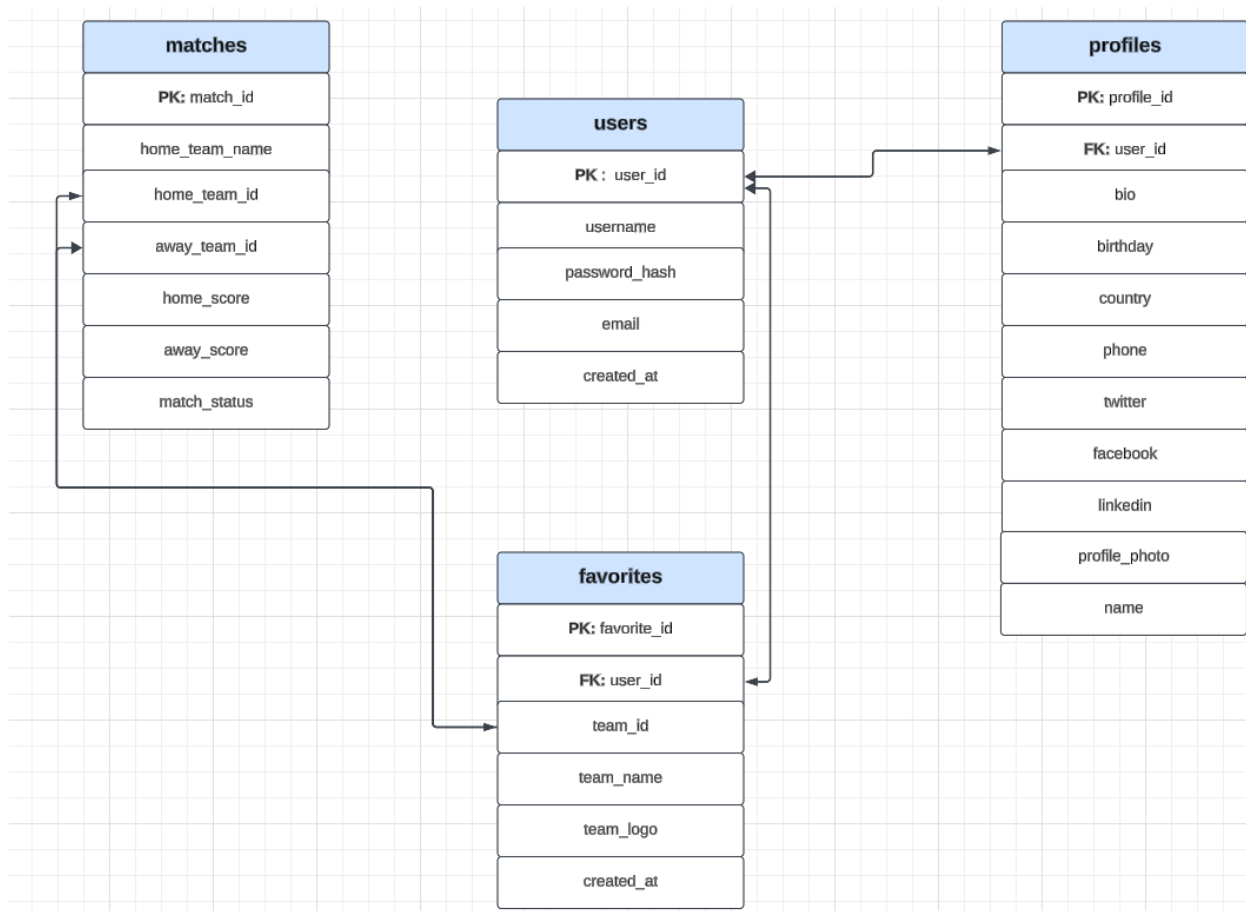 matches
PK: match_id
home_team_name
home_team_id
away_team_id
home_score
away_score
match_status
users
PK : user_id
username
password_hash
email
created_at
profiles
PK: profile_id
FK: user_id
bio
birthday
country
phone
twitter
facebook
linkedin
profile_photo
name
favorites
PK: favorite_id
FK: user_id
team_id
team_name
team_logo
created_at